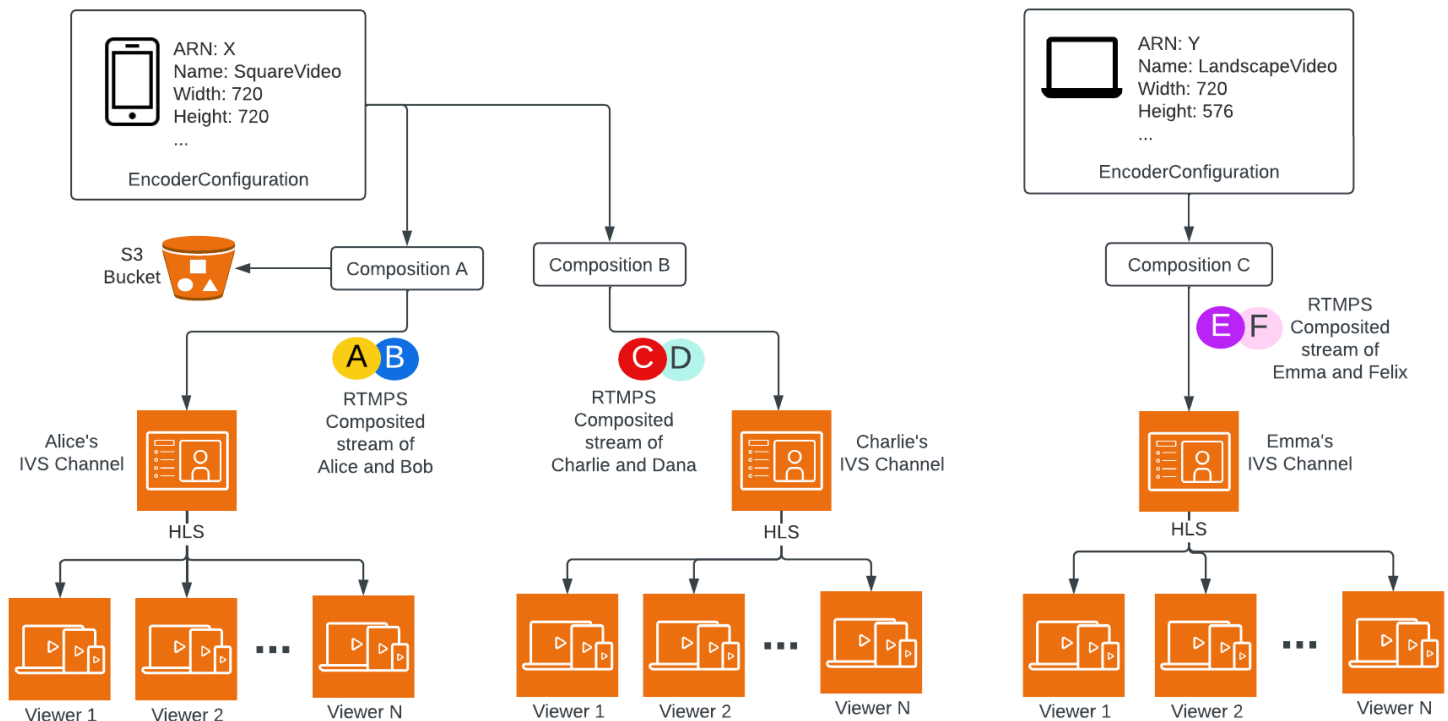 ARN: X
Name: SquareVideo
Width: 720
Height: 720
...
EncoderConfiguration
ARN: Y
Name: LandscapeVideo
Width: 720
Height: 576
...
EncoderConfiguration
S3
Bucket
Composition A
Composition B
Composition C
A B
RTMPS
Composited
stream of
Alice and Bob
C D
RTMPS
Composited
stream of
Charlie and Dana
E F
RTMPS
Composited
stream of
Emma and Felix
Alice's
IVS Channel
Charlie's
IVS Channel
Emma's
IVS Channel
HLS
HLS
HLS
...
...
...
Viewer 1
Viewer 2
Viewer N
Viewer 1
Viewer 2
Viewer N
Viewer 1
Viewer 2
Viewer N